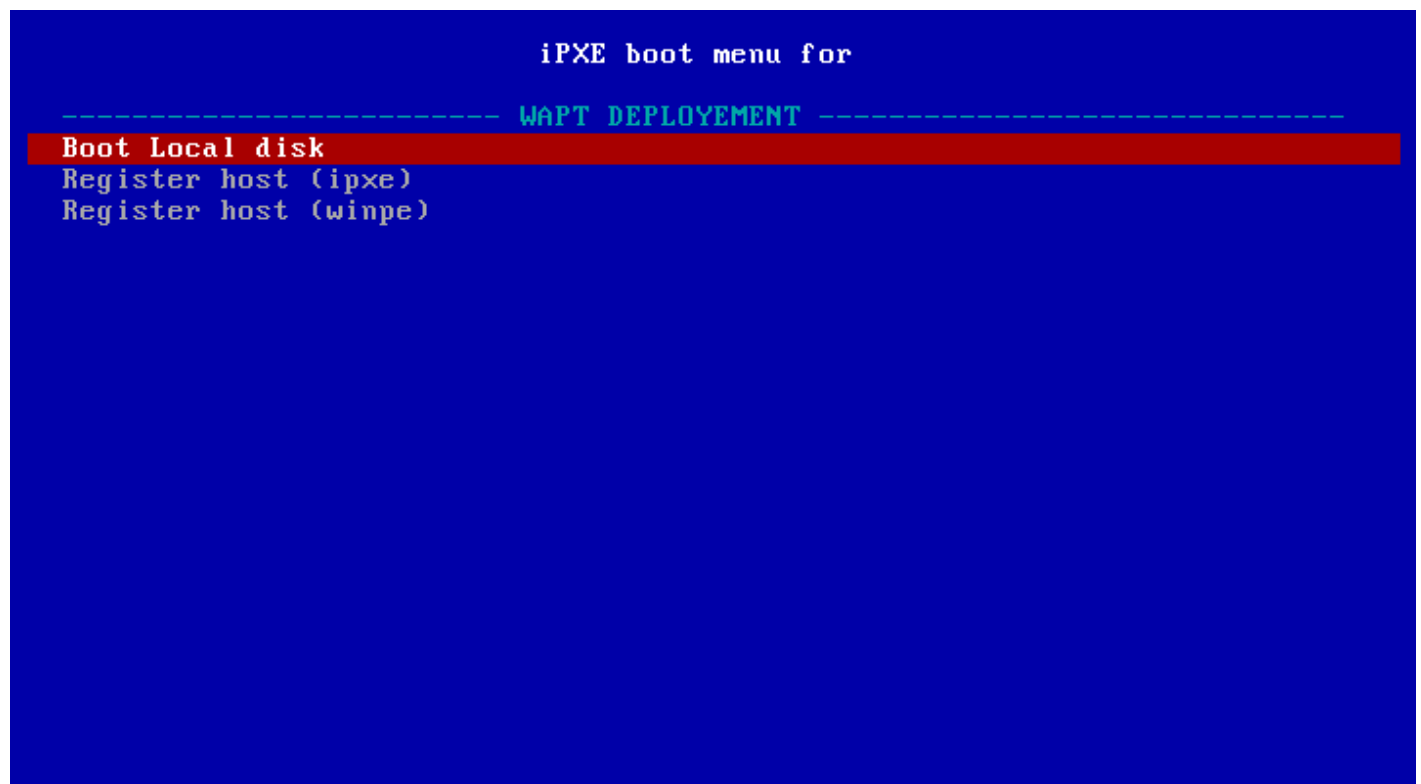 iPXE boot menu for
------------------------- WAPT DEPLOYEMENT ------------------------------
Boot Local disk
Register host (ipxe)
Register host (winpe)